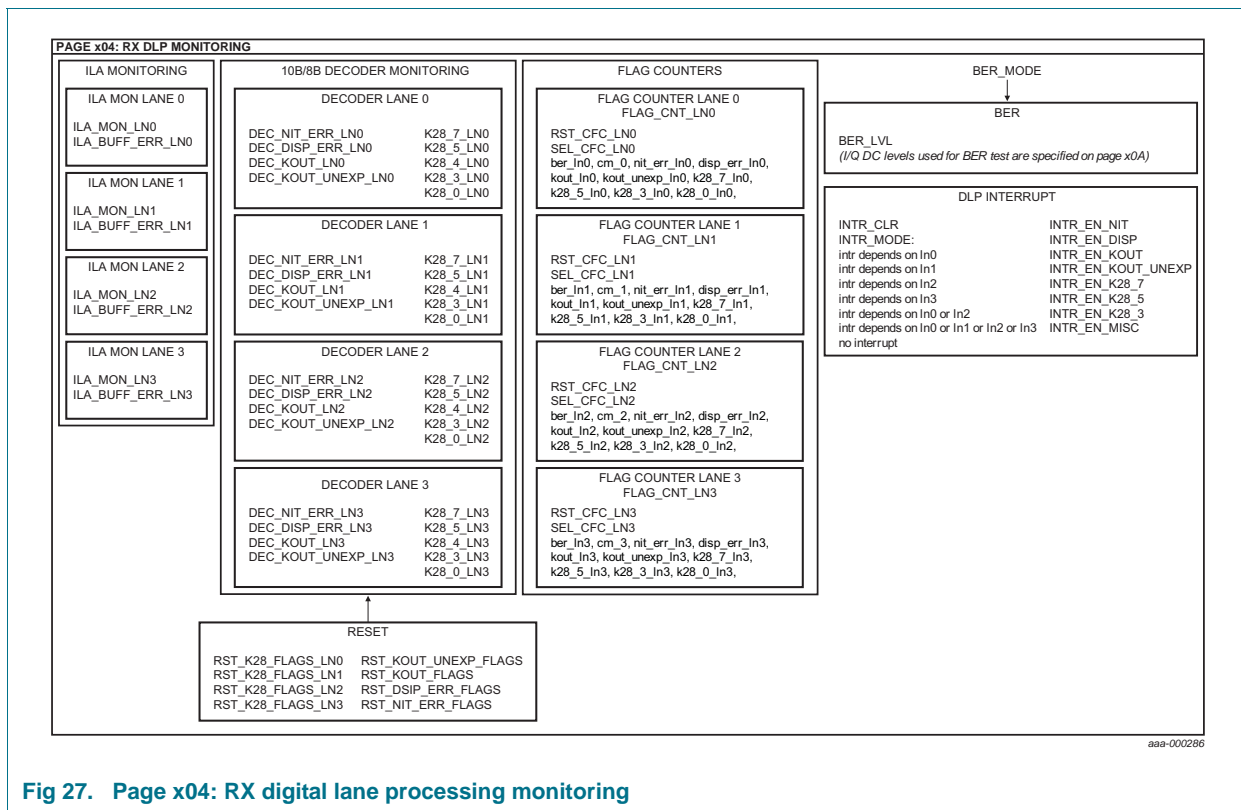 PAGE x04: RX DLP MONITORING
ILA MONITORING
ILA MON LANE 0
ILA_MON_LN0
ILA_BUFF_ERR_LN0
ILA MON LANE 1
ILA_MON_LN1
ILA_BUFF_ERR_LN1
ILA MON LANE 2
ILA_MON_LN2
ILA_BUFF_ERR_LN2
ILA MON LANE 3
ILA_MON_LN3
ILA_BUFF_ERR_LN3
10B/8B DECODER MONITORING
DECODER LANE 0
DEC_NIT_ERR_LN0 K28_7_LN0
DEC_DISP_ERR_LN0 K28_5_LN0
DEC_KOUT_LN0 K28_4_LN0
DEC_KOUT_UNEXP_LN0 K28_3_LN0
K28_0_LN0
DECODER LANE 1
DEC_NIT_ERR_LN1 K28_7_LN1
DEC_DISP_ERR_LN1 K28_5_LN1
DEC_KOUT_LN1 K28_4_LN1
DEC_KOUT_UNEXP_LN1 K28_3_LN1
K28_0_LN1
DECODER LANE 2
DEC_NIT_ERR_LN2 K28_7_LN2
DEC_DISP_ERR_LN2 K28_5_LN2
DEC_KOUT_LN2 K28_4_LN2
DEC_KOUT_UNEXP_LN2 K28_3_LN2
K28_0_LN2
DECODER LANE 3
DEC_NIT_ERR_LN3 K28_7_LN3
DEC_DISP_ERR_LN3 K28_5_LN3
DEC_KOUT_LN3 K28_4_LN3
DEC_KOUT_UNEXP_LN3 K28_3_LN3
K28_0_LN3
RESET
RST_K28_FLAGS_LN0 RST_KOUT_UNEXP_FLAGS
RST_K28_FLAGS_LN1 RST_KOUT_FLAGS
RST_K28_FLAGS_LN2 RST_DSIP_ERR_FLAGS
RST_K28_FLAGS_LN3 RST_NIT_ERR_FLAGS
FLAG COUNTERS
FLAG COUNTER LANE 0
FLAG_CNT_LN0
RST_CFC_LN0
SEL_CFC_LN0
ber_ln0, cm_0, nit_err_ln0, disp_err_ln0,
kout_ln0, kout_unexp_ln0, k28_7_ln0,
k28_5_ln0, k28_3_ln0, k28_0_ln0,
FLAG COUNTER LANE 1
FLAG_CNT_LN1
RST_CFC_LN1
SEL_CFC_LN1
ber_ln1, cm_1, nit_err_ln1, disp_err_ln1,
kout_ln1, kout_unexp_ln1, k28_7_ln1,
k28_5_ln1, k28_3_ln1, k28_0_ln1,
FLAG COUNTER LANE 2
FLAG_CNT_LN2
RST_CFC_LN2
SEL_CFC_LN2
ber_ln2, cm_2, nit_err_ln2, disp_err_ln2,
kout_ln2, kout_unexp_ln2, k28_7_ln2,
k28_5_ln2, k28_3_ln2, k28_0_ln2,
FLAG COUNTER LANE 3
FLAG_CNT_LN3
RST_CFC_LN3
SEL_CFC_LN3
ber_ln3, cm_3, nit_err_ln3, disp_err_ln3,
kout_ln3, kout_unexp_ln3, k28_7_ln3,
k28_5_ln3, k28_3_ln3, k28_0_ln3,
BER_MODE
BER
BER_LVL
(I/Q DC levels used for BER test are specified on page x0A)
DLP INTERRUPT
INTR_CLR INTR_EN_NIT
INTR_MODE: INTR_EN_DISP
intr depends on ln0 INTR_EN_KOUT
intr depends on ln1 INTR_EN_KOUT_UNEXP
intr depends on ln2 INTR_EN_K28_7
intr depends on ln3 INTR_EN_K28_5
intr depends on ln0 or ln2 INTR_EN_K28_3
intr depends on ln0 or ln1 or ln2 or ln3 INTR_EN_MISC
no interrupt
aaa-000286
Fig 27. Page x04: RX digital lane processing monitoring